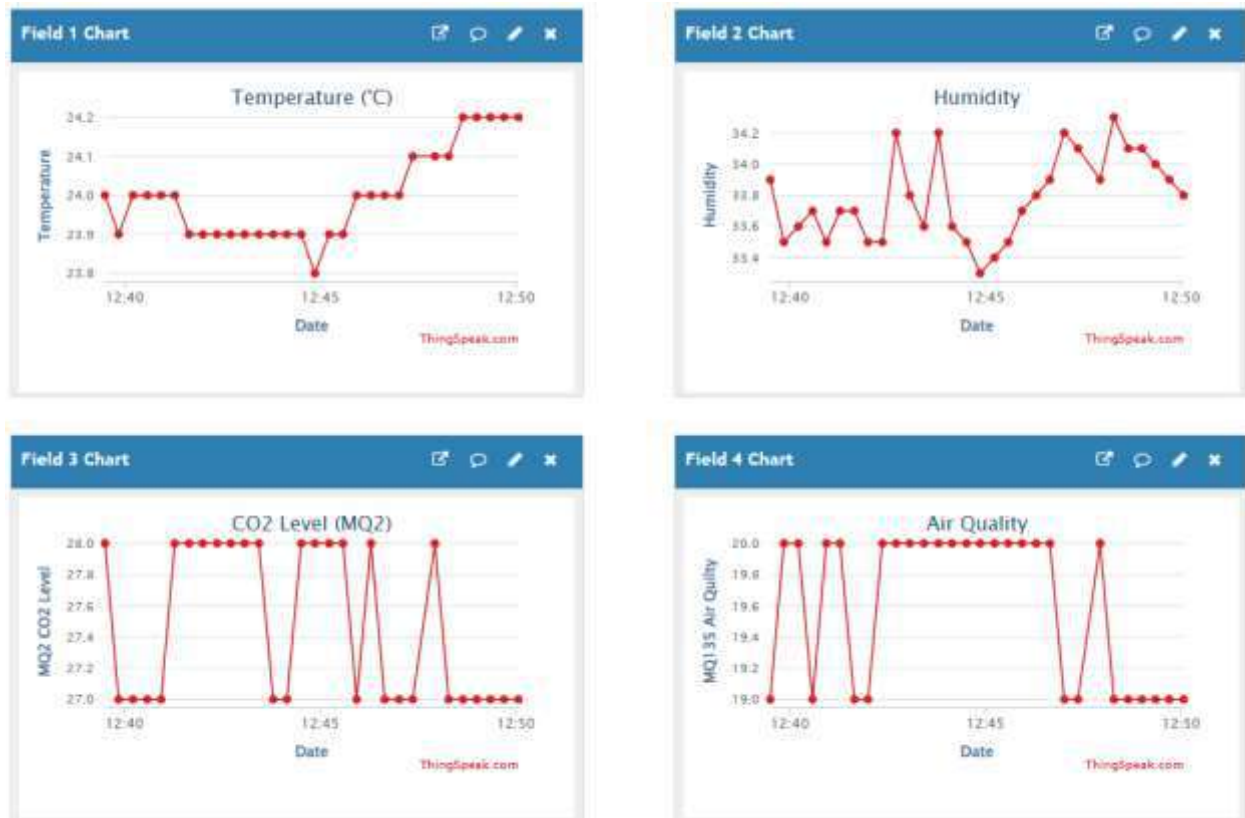 Field 1 Chart
Temperature (°C)
24.2
24.1
24.0
23.9
23.8
Temperature
12:40
12:45
12:50
Date
ThingSpeak.com
Field 2 Chart
Humidity
34.2
34.0
33.8
33.6
33.4
Humidity
12:40
12:45
12:50
Date
ThingSpeak.com
Field 3 Chart
CO2 Level (MQ2)
28.0
27.8
27.6
27.4
27.2
27.0
MQ2 CO2 Level
12:40
12:45
12:50
Date
ThingSpeak.com
Field 4 Chart
Air Quality
20.0
19.8
19.6
19.4
19.2
19.0
MQ135 Air Quilty
12:40
12:45
12:50
Date
ThingSpeak.com